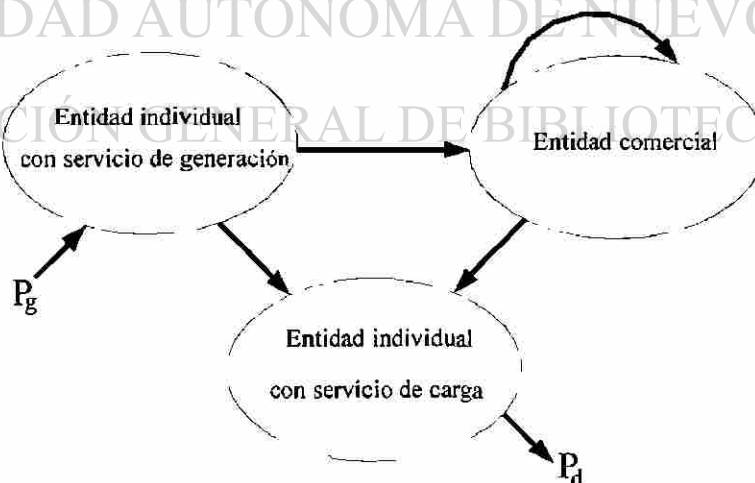 DAD AUTÓNOMA DE NUEVO
CIÓN GENERAL DE BIBLIOTEC
Entidad individual
con servicio de generación
Entidad comercial
Pg
Entidad individual
con servicio de carga
Pd